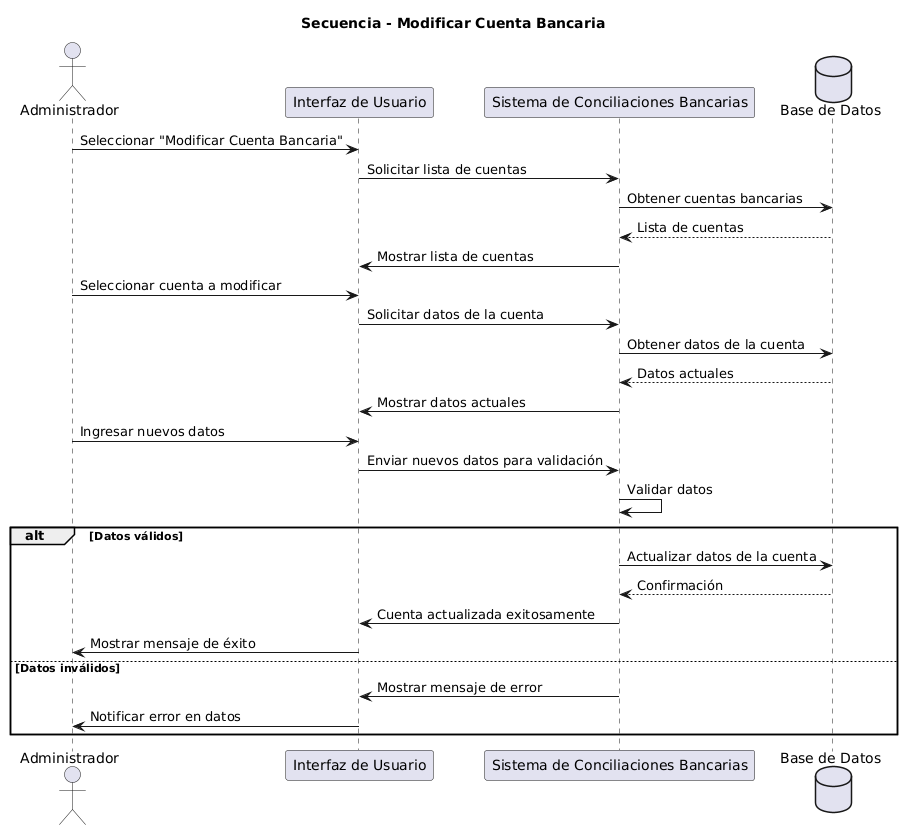 Secuencia - Modificar Cuenta Bancaria
Administrador
Interfaz de Usuario
Sistema de Conciliaciones Bancarias
Base de Datos
Seleccionar "Modificar Cuenta Bancaria"
Solicitar lista de cuentas
Obtener cuentas bancarias
Lista de cuentas
Mostrar lista de cuentas
Seleccionar cuenta a modificar
Solicitar datos de la cuenta
Obtener datos de la cuenta
Datos actuales
Mostrar datos actuales
Ingresar nuevos datos
Enviar nuevos datos para validación
Validar datos
alt
[Datos válidos]
Actualizar datos de la cuenta
Confirmación
Cuenta actualizada exitosamente
Mostrar mensaje de éxito
[Datos inválidos]
Mostrar mensaje de error
Notificar error en datos
Administrador
Interfaz de Usuario
Sistema de Conciliaciones Bancarias
Base de Datos